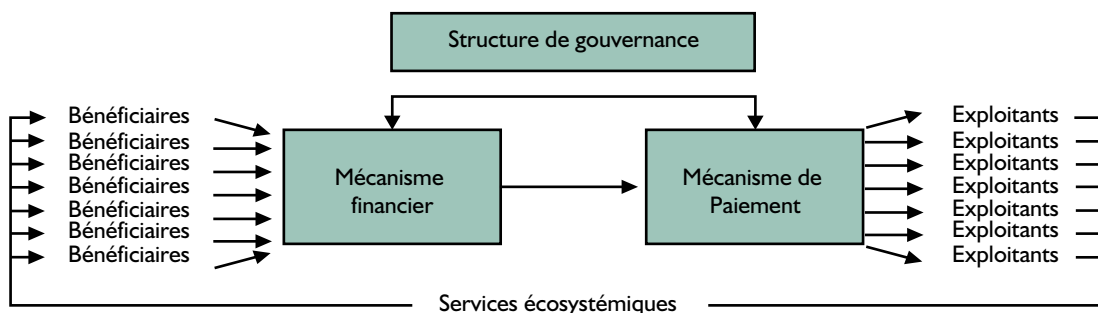 Structure de gouvernance
Bénéficiaires
Bénéficiaires
Bénéficiaires
Bénéficiaires
Bénéficiaires
Bénéficiaires
Bénéficiaires
Mécanisme
financier
Mécanisme de
Paiement
Exploitants
Exploitants
Exploitants
Exploitants
Exploitants
Exploitants
Exploitants
Services écosystémiques